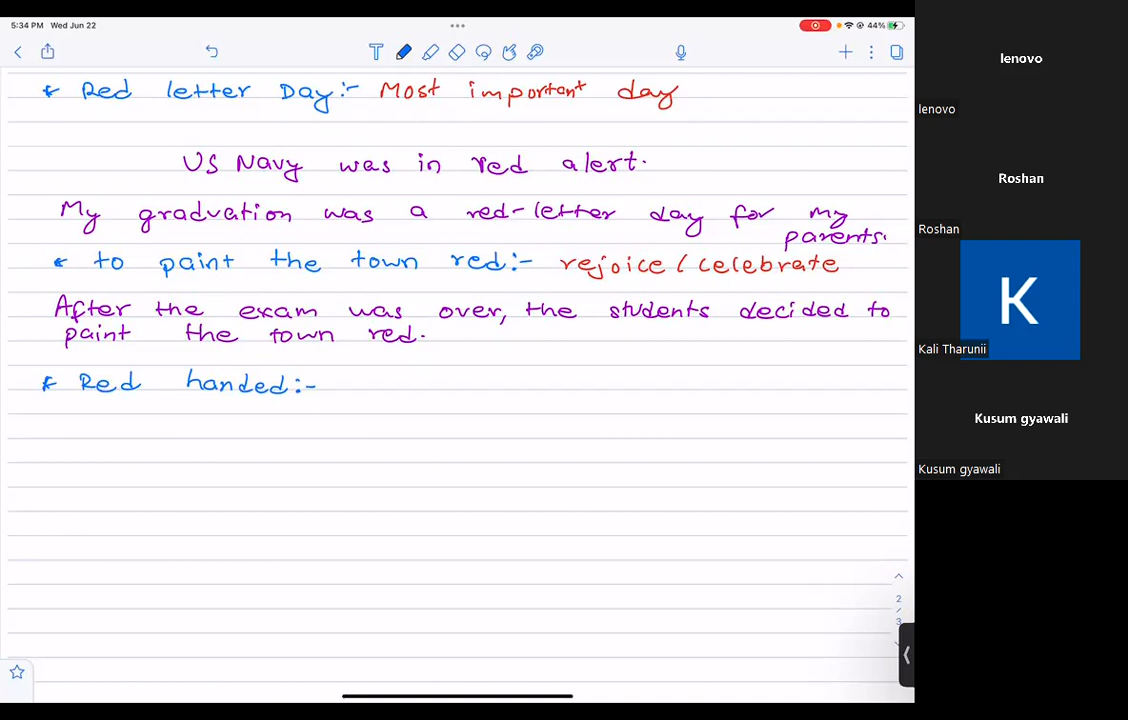 5:34 PM Wed Jun 22
44%
* Red letter Day:- Most important day
US Navy was in red alert.
My graduation was a red-letter day for my
parents.
* to paint the town red:- rejoice / celebrate
After the exam was over, the students decided to
paint the town red.
* Red handed:-
2
/
3
lenovo
lenovo
Roshan
Roshan
K
Kali Tharunii
Kusum gyawali
Kusum gyawali